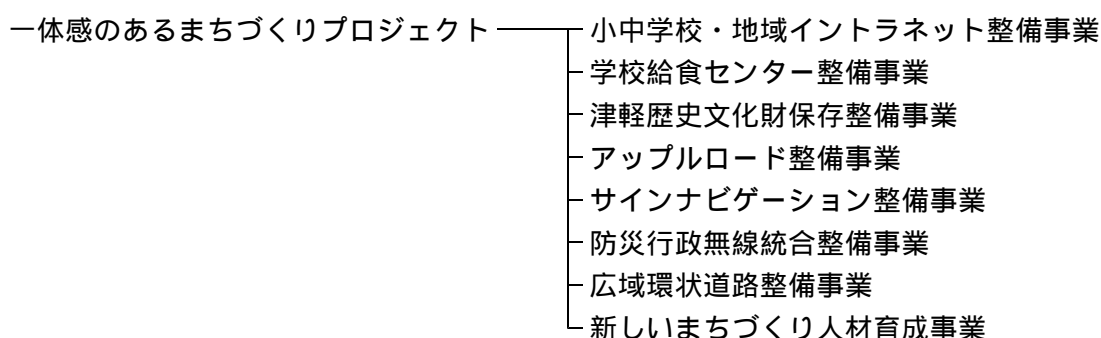 一体感のあるまちづくりプロジェクト
小中学校・地域イントラネット整備事業
学校給食センター整備事業
津軽歴史文化財保存整備事業
アップルロード整備事業
サインナビゲーション整備事業
防災行政無線統合整備事業
広域環状道路整備事業
新しいまちづくり人材育成事業